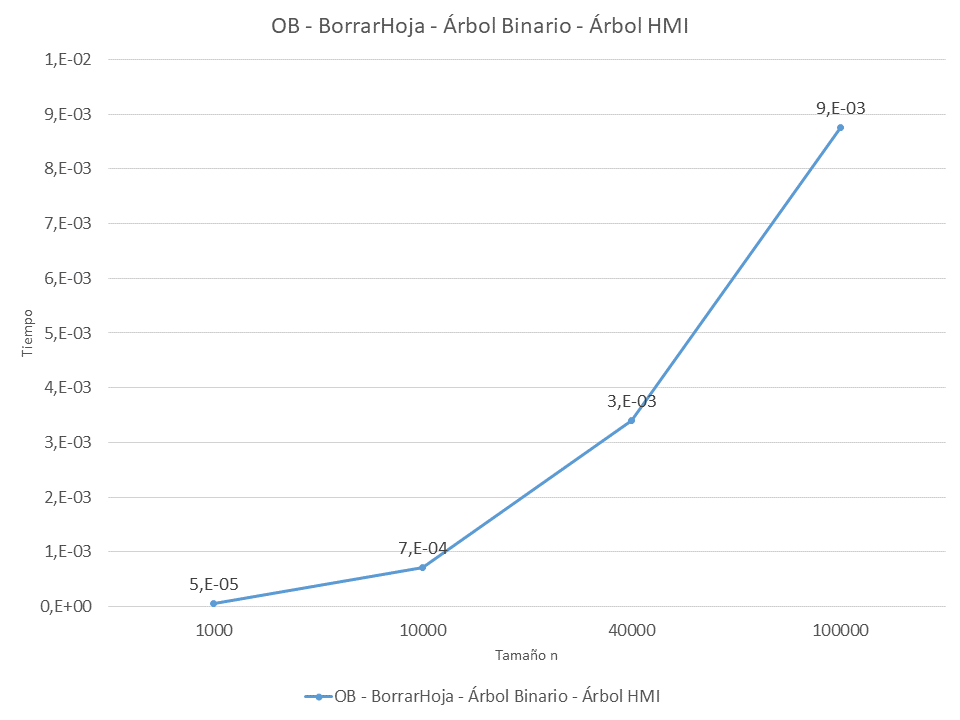 OB - BorrarHoja - Árbol Binario - Árbol HMI
1,E-02
9,E-03
8,E-03
7,E-03
6,E-03
5,E-03
4,E-03
3,E-03
2,E-03
1,E-03
0,E+00
Tiempo
5,E-05
7,E-04
3,E-03
9,E-03
1000
10000
40000
100000
Tamaño n
OB - BorrarHoja - Árbol Binario - Árbol HMI